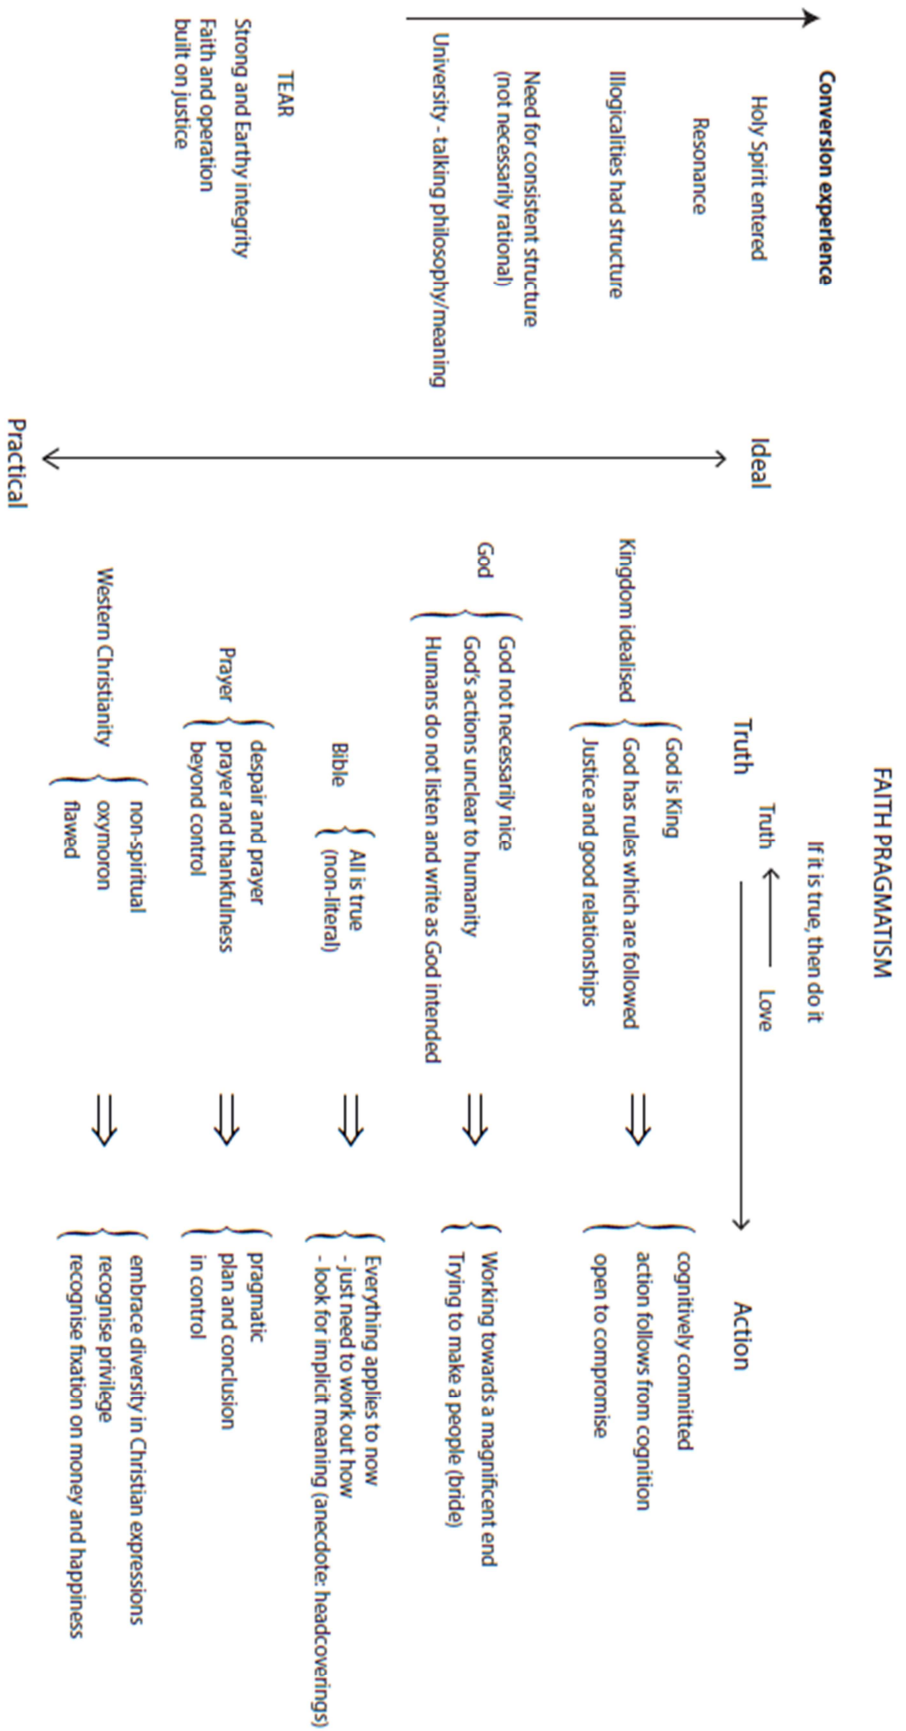 FAITH PRAGMATISM
If it is true, then do it
Truth Love
Conversion experience
Ideal
Truth
Action
Holy Spirit entered
Resonance
Illogicalities had structure
Need for consistent structure
(not necessarily rational)
University - talking philosophy/meaning
TEAR
Strong and Earthy integrity
Faith and operation
built on justice
Practical
Kingdom idealised
God is King
God has rules which are followed
Justice and good relationships
cognitively committed
action follows from cognition
open to compromise
God
God not necessarily nice
God's actions unclear to humanity
Humans do not listen and write as God intended
Working towards a magnificent end
Trying to make a people (bride)
Bible
All is true
(non-literal)
Everything applies to now
- just need to work out how
- look for implicit meaning (anecdote: headcoverings)
Prayer
despair and prayer
prayer and thankfulness
beyond control
pragmatic
plan and conclusion
in control
Western Christianity
non-spiritual
oxymoron
flawed
embrace diversity in Christian expressions
recognise privilege
recognise fixation on money and happiness